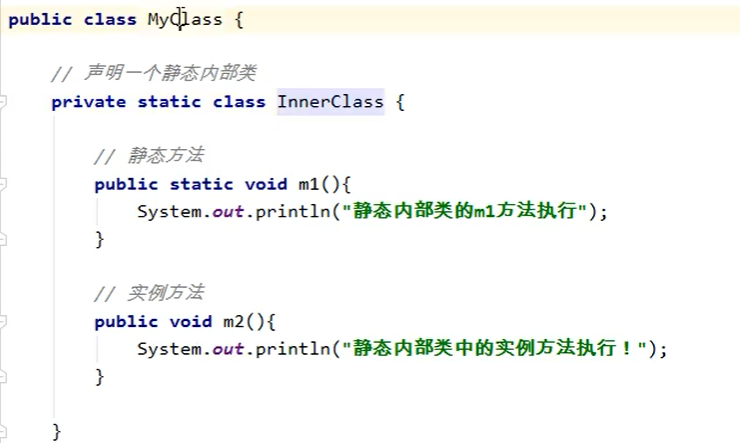 public class MyClass {
// 声明一个静态内部类
private static class InnerClass {
// 静态方法
public static void m1(){
System.out.println("静态内部类的m1方法执行");
}
// 实例方法
public void m2(){
System.out.println("静态内部类中的实例方法执行！");
}
}